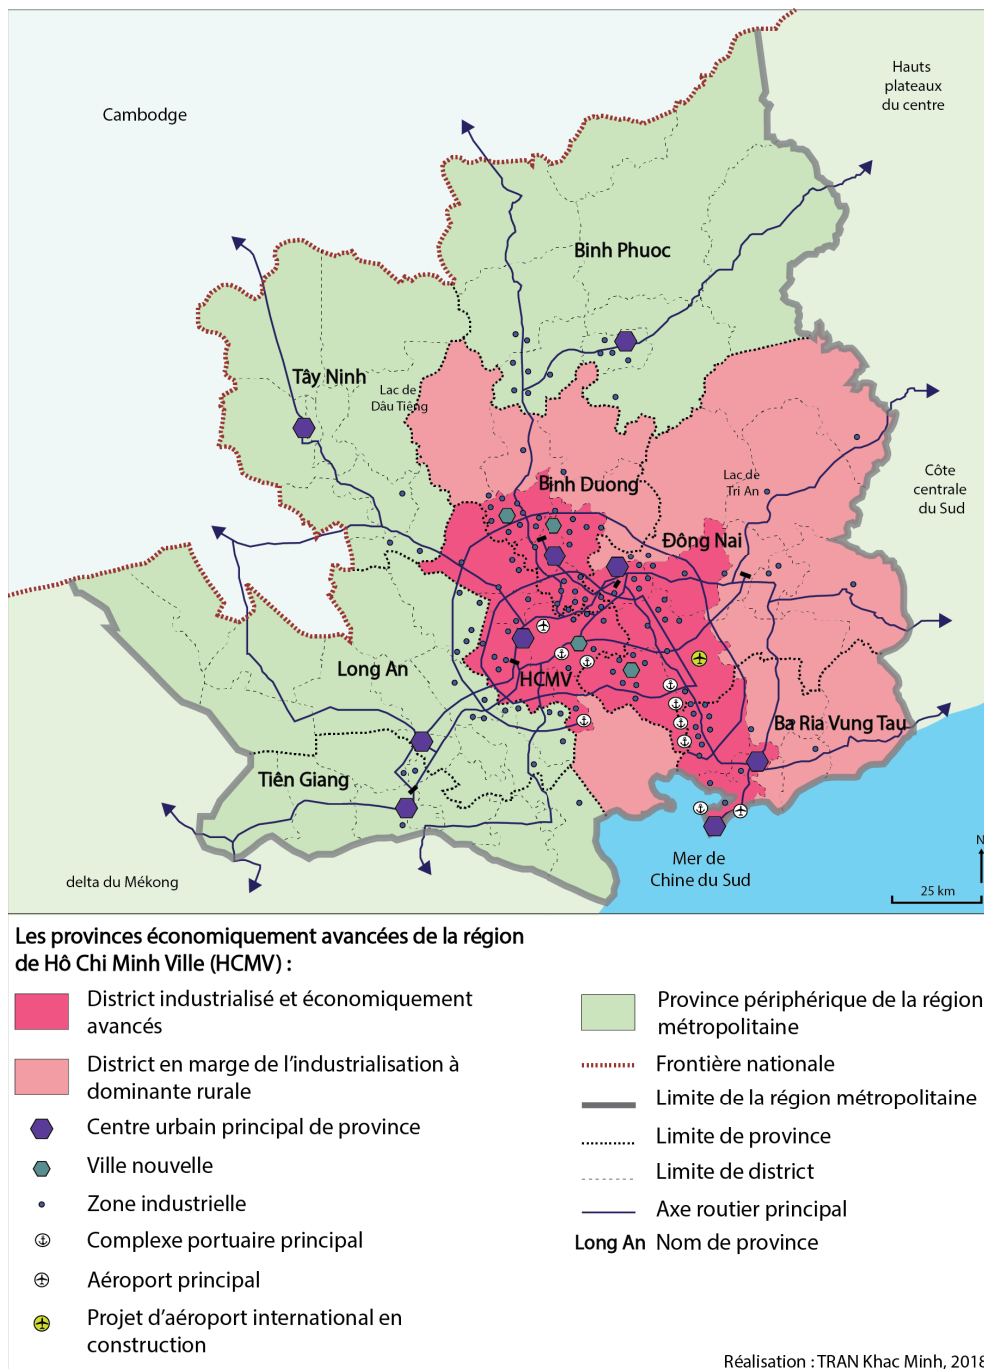 Hauts
plateaux
du centre
Cambodge
Binh Phuoc
Tây Ninh
Lac de
Dâu Tiêng
Lac de
Tri An
Côte
centrale
du Sud
Binh Duong
Đông Nai
Long An
HCMV
Ba Ria Vung Tau
Tiên Giang
Mer de
Chine du Sud
delta du Mékong
N
25 km
Les provinces économiquement avancées de la région
de Hô Chi Minh Ville (HCMV) :
District industrialisé et économiquement
avancés
District en marge de l’industrialisation à
dominante rurale
Centre urbain principal de province
Ville nouvelle
Zone industrielle
Complexe portuaire principal
Aéroport principal
Projet d’aéroport international en
construction
Province périphérique de la région
métropolitaine
Frontière nationale
Limite de la région métropolitaine
Limite de province
Limite de district
Axe routier principal
Long An Nom de province
Réalisation : TRAN Khac Minh, 2018